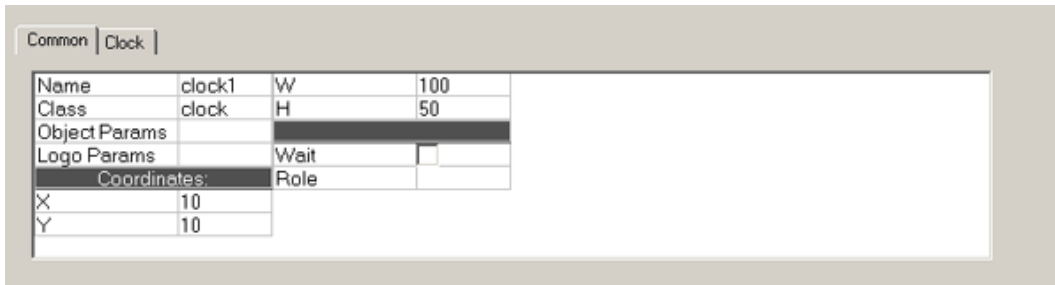 Common Clock
Name clock1 W 100
Class clock H 50
Object Params
Logo Params Wait
Coordinates: Role
X 10
Y 10